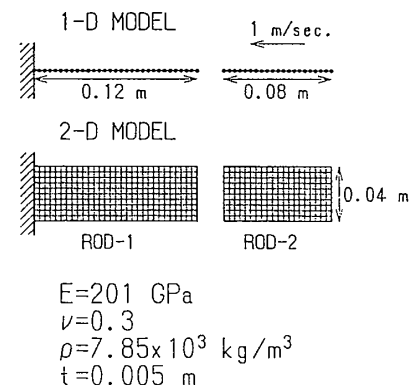 1-D MODEL
1 m/sec.
0.12 m
0.08 m
2-D MODEL
0.04 m
ROD-1
ROD-2
E=201 GPa
ν=0.3
ρ=7.85x10³ kg/m³
t=0.005 m